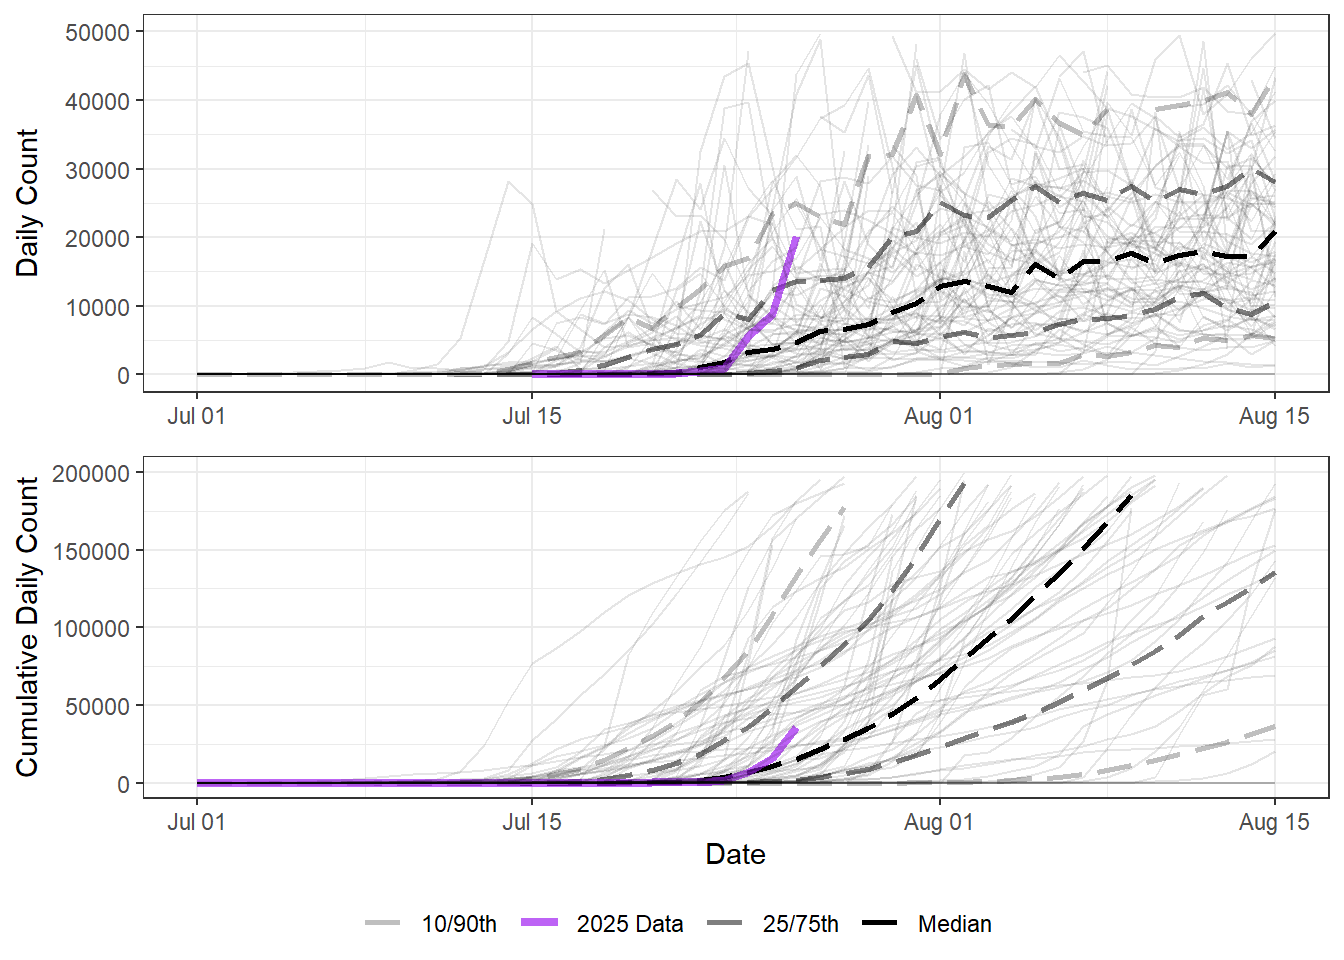 Daily Count
50000
40000
30000
20000
10000
0
Jul 01 Jul 15 Aug 01 Aug 15
Cumulative Daily Count
200000
150000
100000
50000
0
Jul 01 Jul 15 Aug 01 Aug 15
Date
10/90th 2025 Data 25/75th Median